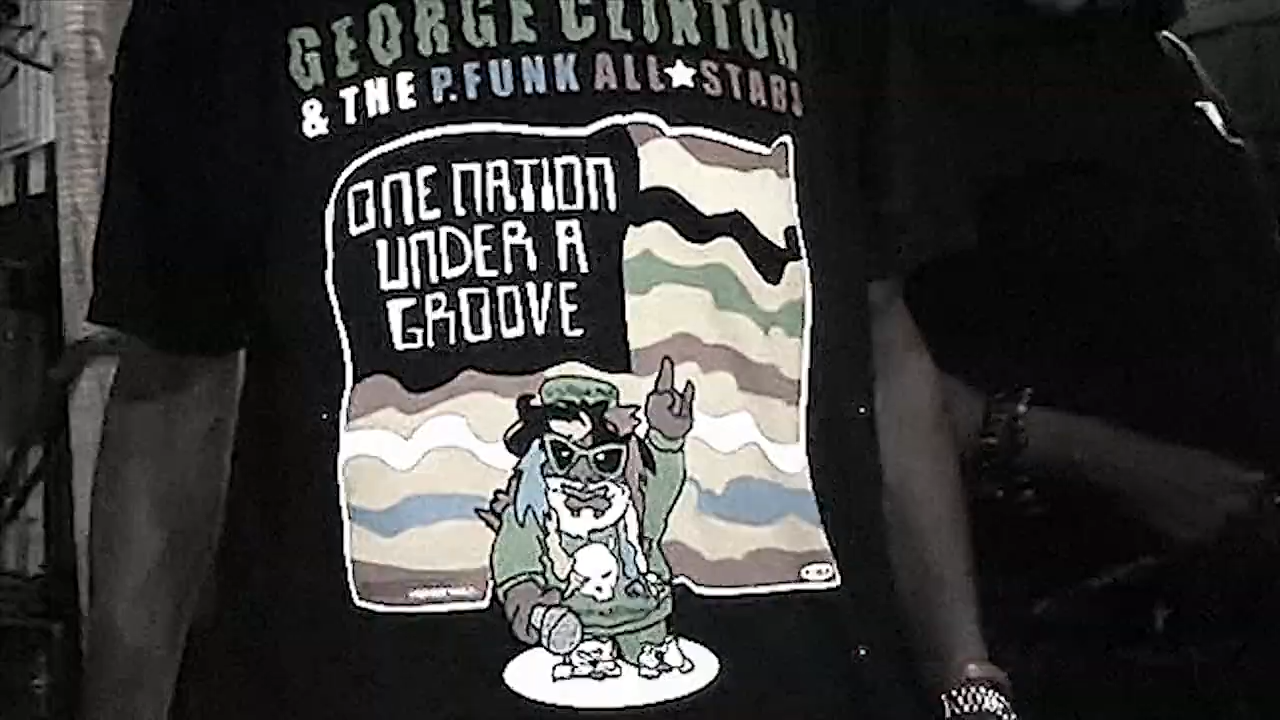 GEORGE CLINTON
& THE P.FUNK ALL★STARS
ONE NATION
UNDER A
GROOVE